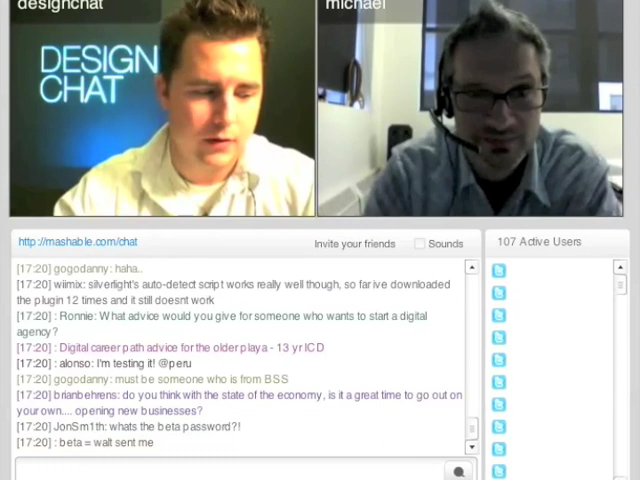 designchat
michael
DESIGN
CHAT
http://mashable.com/chat
Invite your friends
Sounds
107 Active Users
[17:20] gogodanny: haha..
[17:20] wiimix: silverlight's auto-detect script works really well though, so far ive downloaded
the plugin 12 times and it still doesnt work
[17:20] : Ronnie: What advice would you give for someone who wants to start a digital
agency?
[17:20] : Digital career path advice for the older playa - 13 yr ICD
[17:20] : alonso: I'm testing it! @peru
[17:20] gogodanny: must be someone who is from BSS
[17:20] brianbehrens: do you think with the state of the economy, is it a great time to go out on
your own.... opening new businesses?
[17:20] JonSm1th: whats the beta password?!
[17:20] : beta = walt sent me